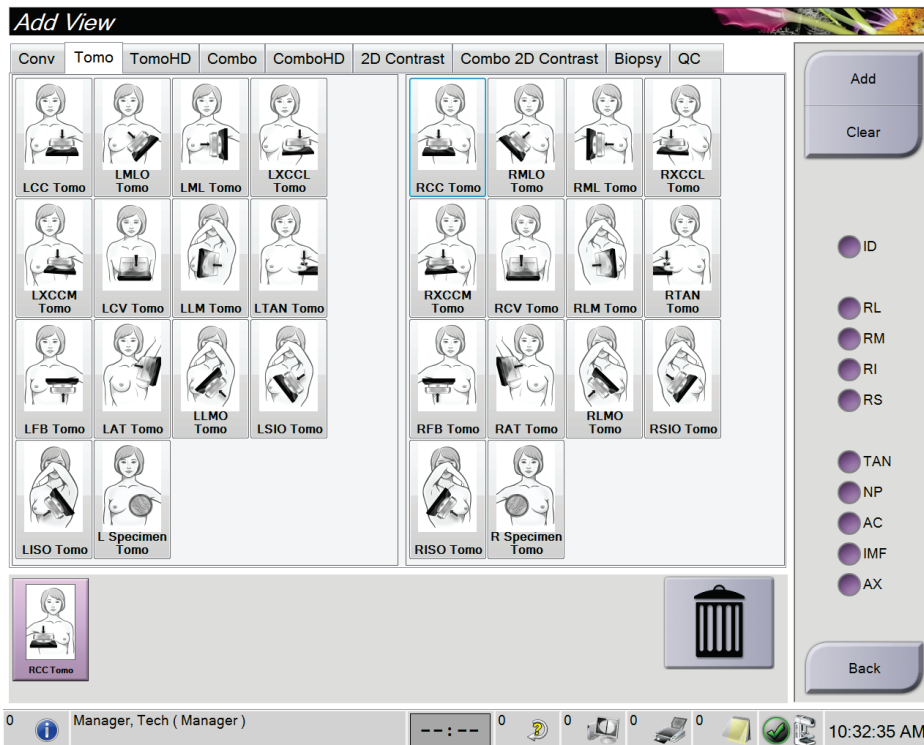 Add View
Conv Tomo TomoHD Combo ComboHD 2D Contrast Combo 2D Contrast Biopsy QC
LCC Tomo
LMLO
Tomo
LML Tomo
LXCCL
Tomo
RCC Tomo
RMLO
Tomo
RML Tomo
RXCCL
Tomo
LXCCM
Tomo
LCV Tomo
LLM Tomo
LTAN Tomo
RXCCM
Tomo
RCV Tomo
RLM Tomo
RTAN
Tomo
LFB Tomo
LAT Tomo
LLMO
Tomo
LSIO Tomo
RFB Tomo
RAT Tomo
RLMO
Tomo
RSIO Tomo
LISO Tomo
L Specimen
Tomo
RISO Tomo
R Specimen
Tomo
RCC Tomo
Add
Clear
ID
RL
RM
RI
RS
TAN
NP
AC
IMF
AX
Back
0
Manager, Tech ( Manager )
--:--
0
0
0
0
10:32:35 AM